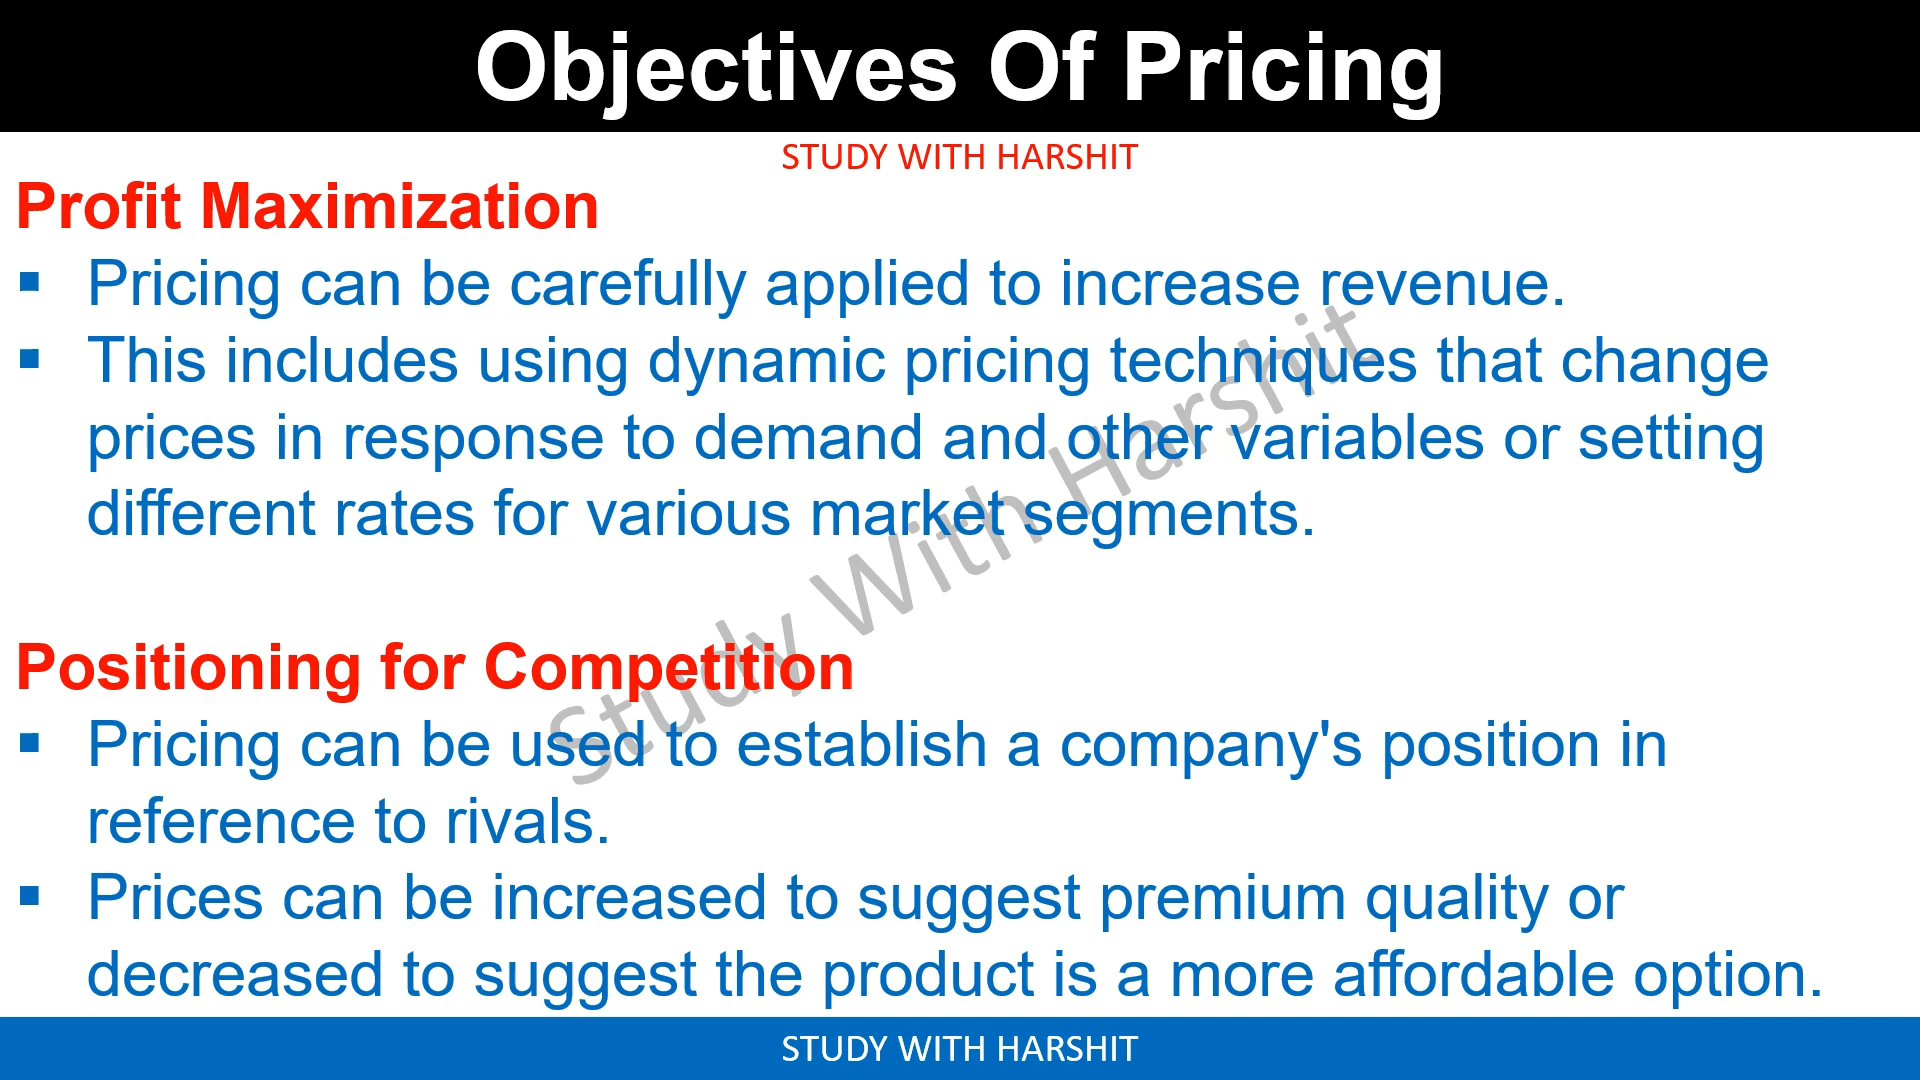 Objectives Of Pricing
STUDY WITH HARSHIT
Profit Maximization
▪ Pricing can be carefully applied to increase revenue.
▪ This includes using dynamic pricing techniques that change
prices in response to demand and other variables or setting
different rates for various market segments.
Study With Harshit
Positioning for Competition
▪ Pricing can be used to establish a company's position in
reference to rivals.
▪ Prices can be increased to suggest premium quality or
decreased to suggest the product is a more affordable option.
STUDY WITH HARSHIT